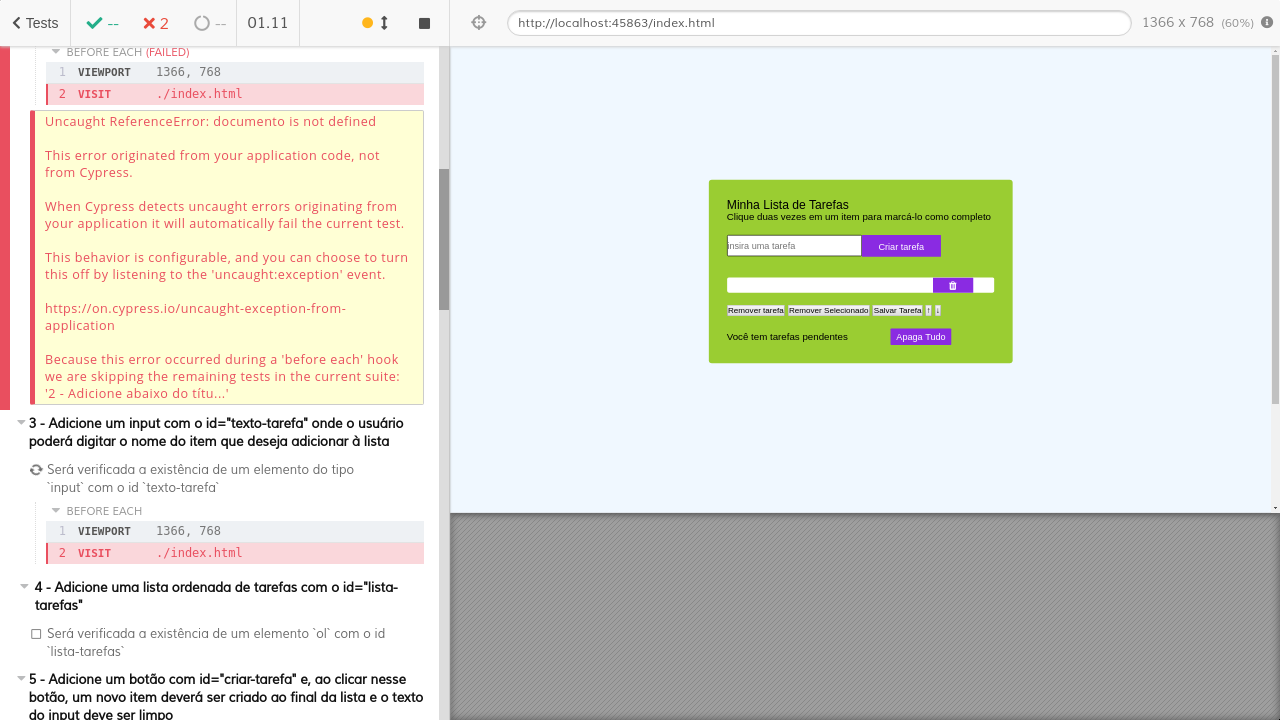 Tests
--
2
--
01.11
http://localhost:45863/index.html
1366 x 768 (60%)
BEFORE EACH (FAILED)
1 VIEWPORT 1366, 768
2 VISIT ./index.html
Uncaught ReferenceError: documento is not defined
This error originated from your application code, not
from Cypress.
When Cypress detects uncaught errors originating from
your application it will automatically fail the current test.
This behavior is configurable, and you can choose to turn
this off by listening to the 'uncaught:exception' event.
https://on.cypress.io/uncaught-exception-from-
application
Because this error occurred during a 'before each' hook
we are skipping the remaining tests in the current suite:
'2 - Adicione abaixo do títu...'
3 - Adicione um input com o id="texto-tarefa" onde o usuário
poderá digitar o nome do item que deseja adicionar à lista
Será verificada a existência de um elemento do tipo
`input` com o id `texto-tarefa`
BEFORE EACH
1 VIEWPORT 1366, 768
2 VISIT ./index.html
4 - Adicione uma lista ordenada de tarefas com o id="lista-
tarefas"
Será verificada a existência de um elemento `ol` com o id
`lista-tarefas`
5 - Adicione um botão com id="criar-tarefa" e, ao clicar nesse
botão, um novo item deverá ser criado ao final da lista e o texto
do input deve ser limpo
Minha Lista de Tarefas
Clique duas vezes em um item para marcá-lo como completo
insira uma tarefa
Criar tarefa
Remover tarefa Remover Selecionado Salvar Tarefa ↑ ↓
Você tem tarefas pendentes
Apaga Tudo